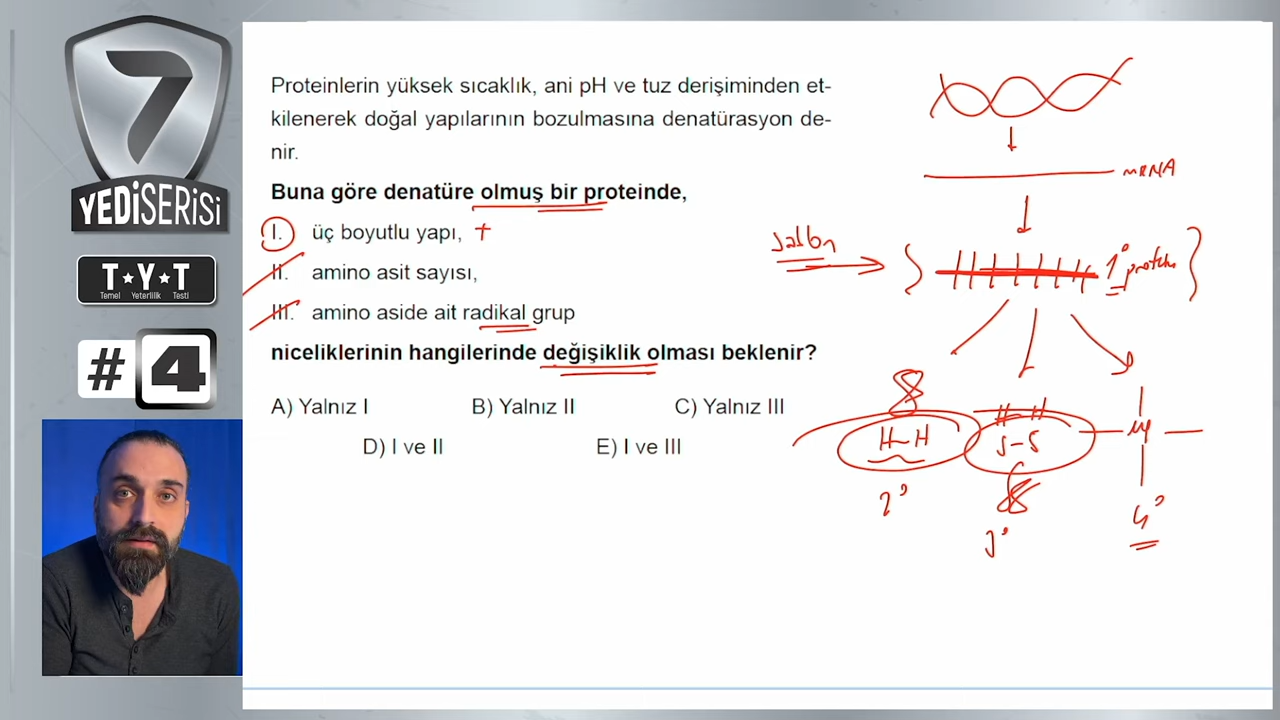 7
YEDİSERİSİ
T★Y★T
Temel Yeterlilik Testi
# 4
Proteinlerin yüksek sıcaklık, ani pH ve tuz derişiminden et-
kilenerek doğal yapılarının bozulmasına denatürasyon de-
nir.
Buna göre denatüre olmuş bir proteinde,
I. üç boyutlu yapı, +
II. amino asit sayısı,
III. amino aside ait radikal grup
niceliklerinin hangilerinde değişiklik olması beklenir?
A) Yalnız I B) Yalnız II C) Yalnız III
D) I ve II E) I ve III
mRNA
1° protein
H-H
S-S
2°
3°
4°